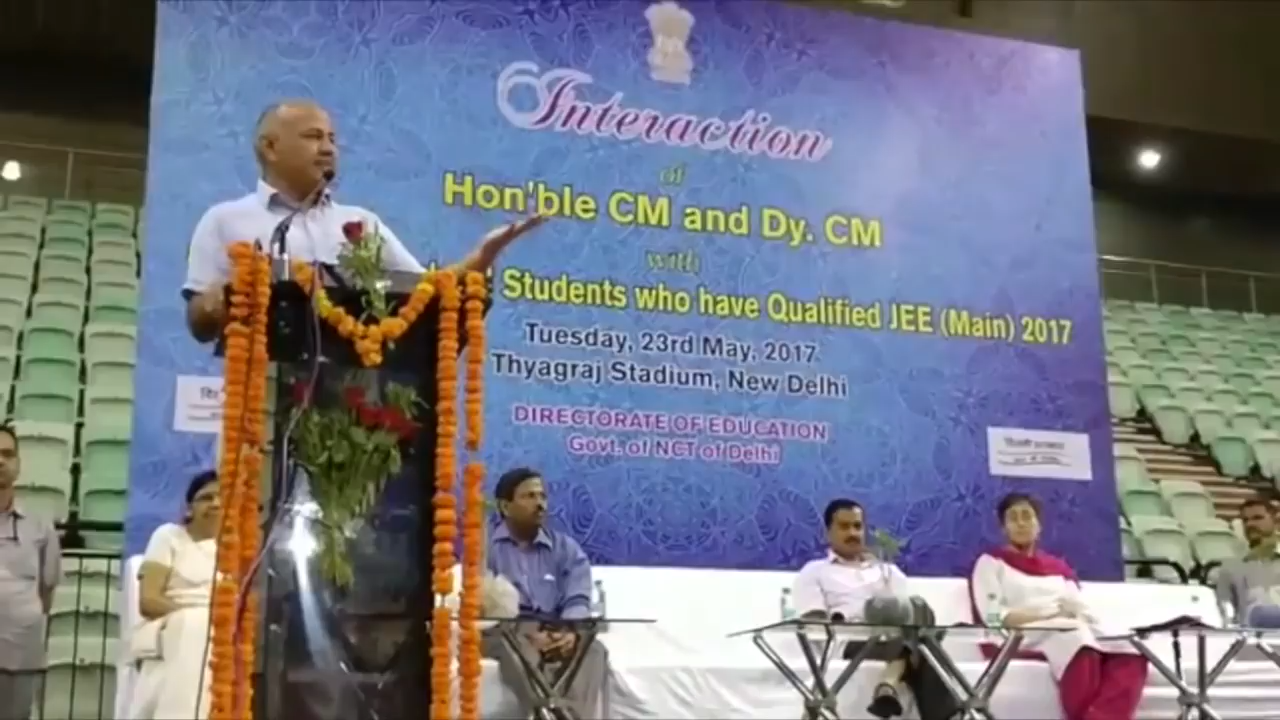 Interaction
of
Hon'ble CM and Dy. CM
with
Students who have Qualified JEE (Main) 2017
Tuesday, 23rd May, 2017
Thyagraj Stadium, New Delhi
DIRECTORATE OF EDUCATION
Govt. of NCT of Delhi